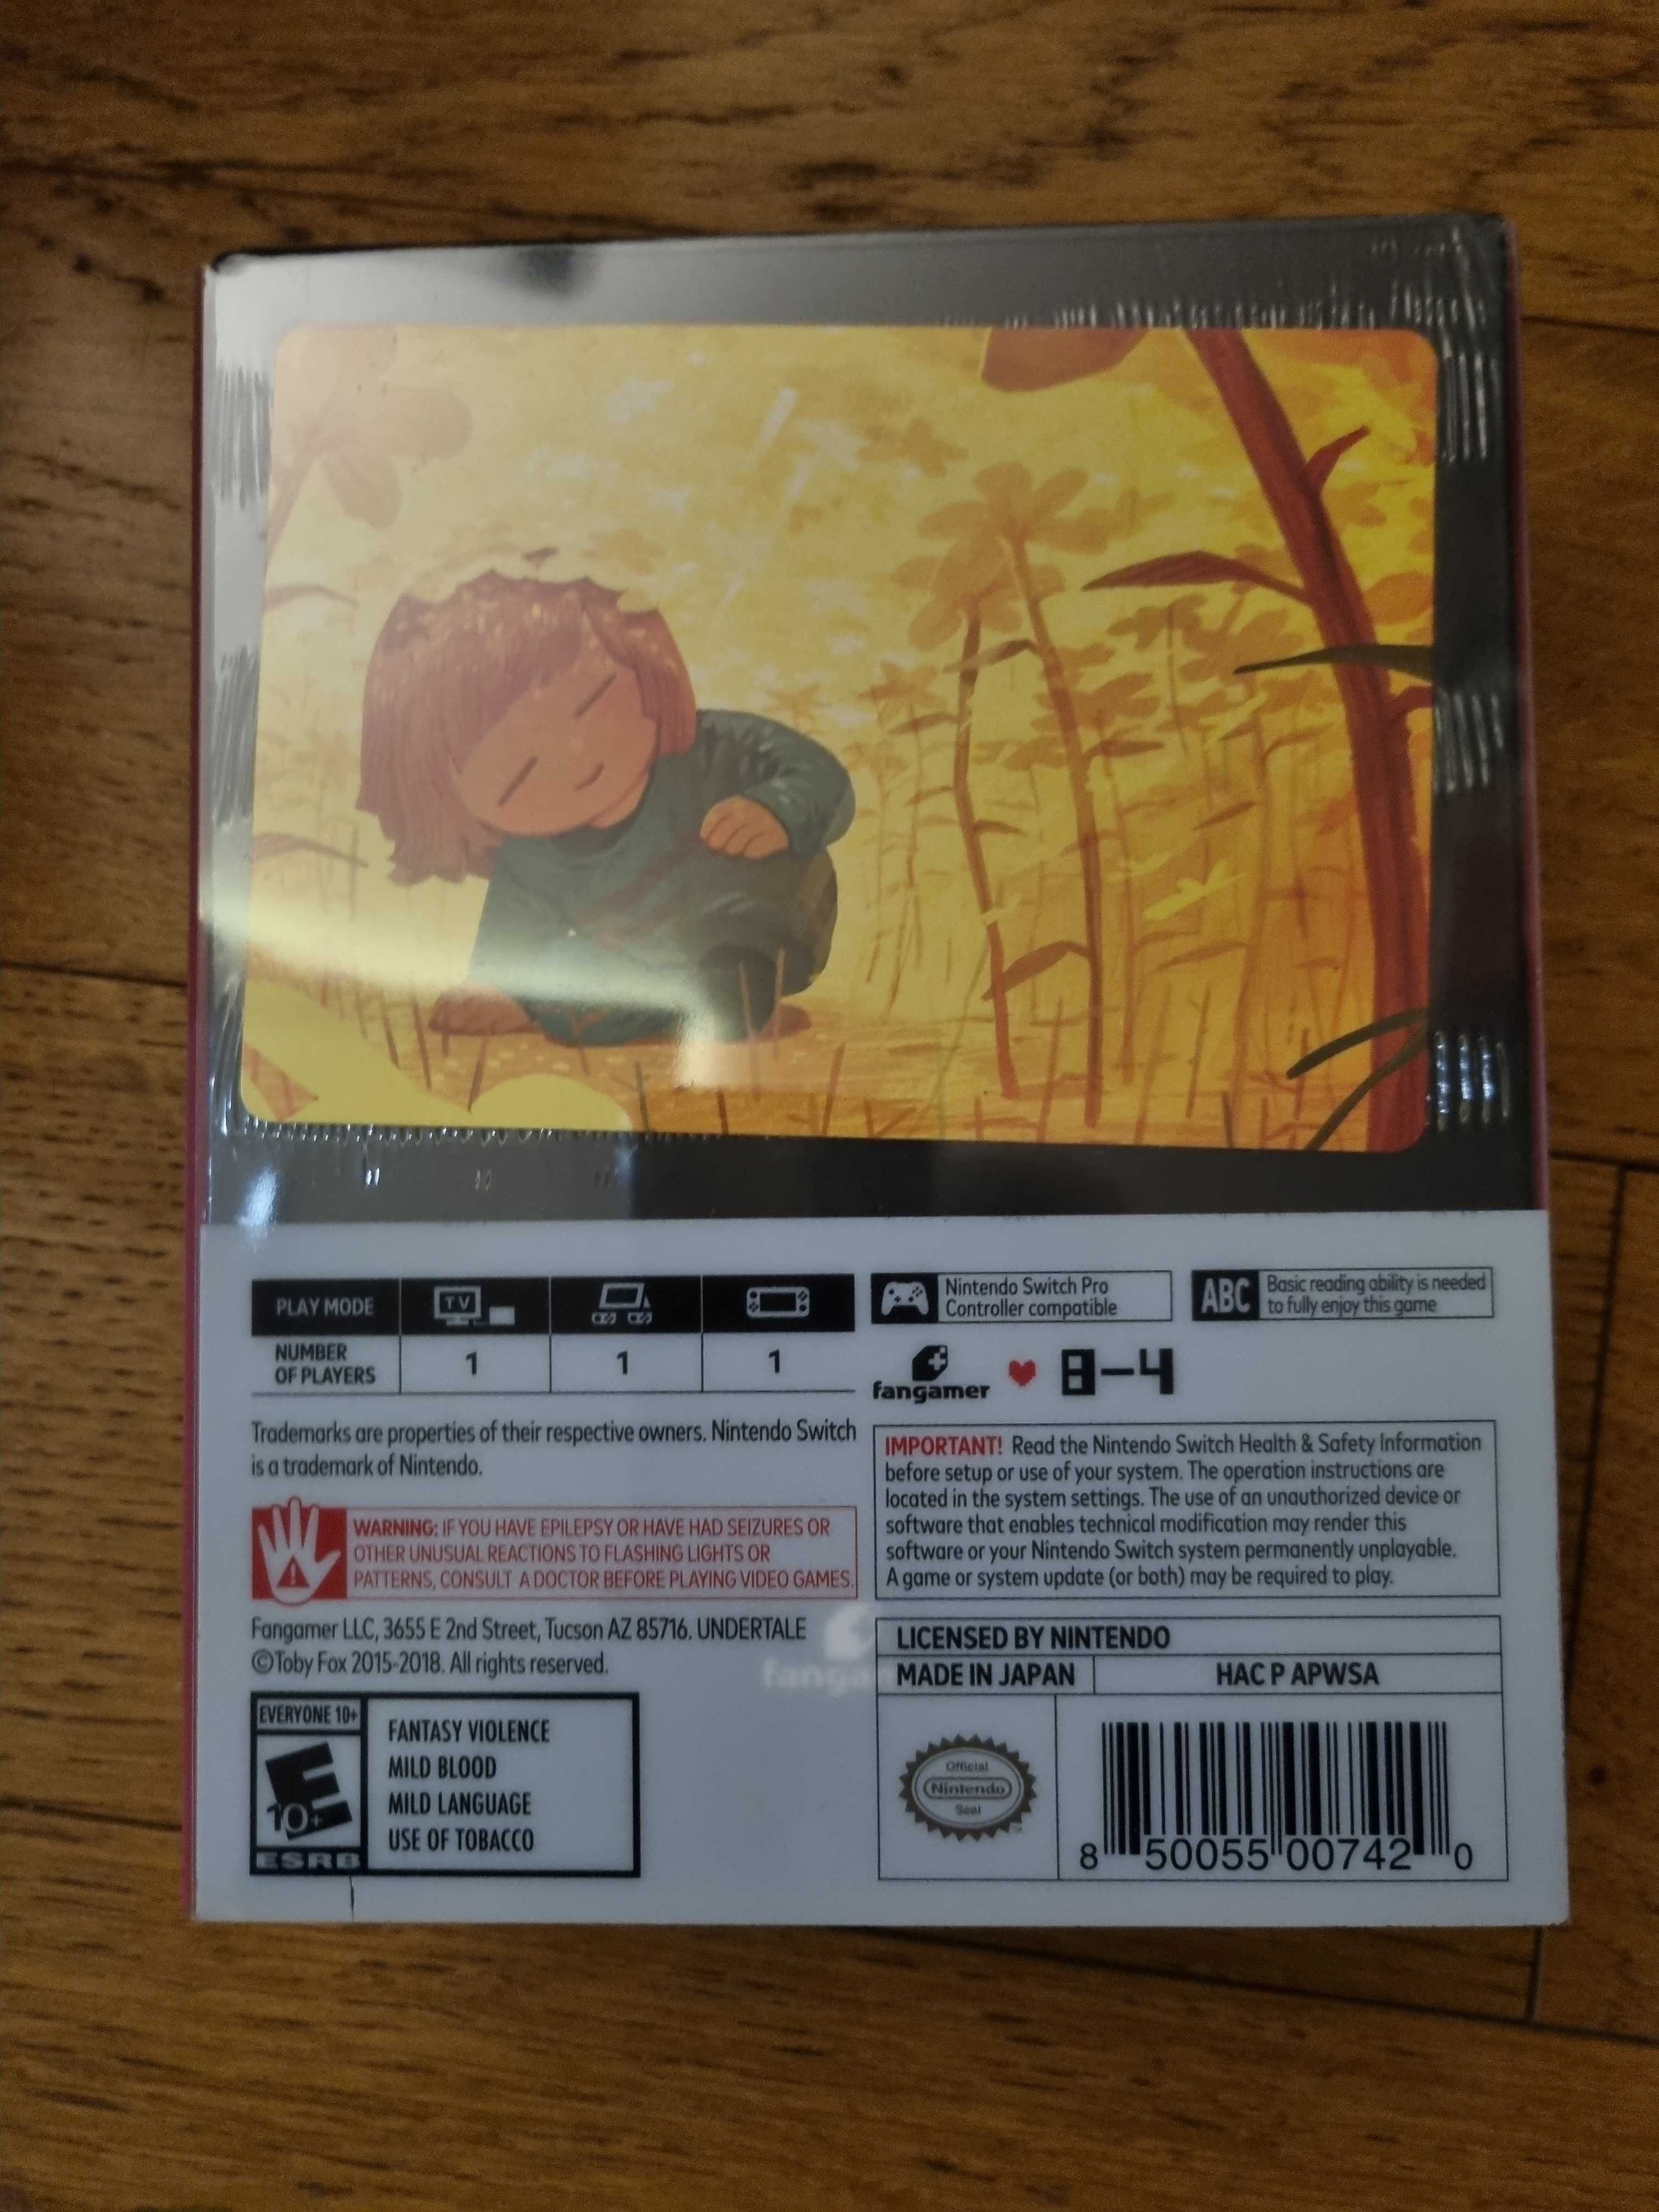 PLAY MODE
TV
NUMBER
OF PLAYERS
1
1
1
Nintendo Switch Pro
Controller compatible
ABC
Basic reading ability is needed
to fully enjoy this game
fangamer
8-4
Trademarks are properties of their respective owners. Nintendo Switch
is a trademark of Nintendo.
WARNING: IF YOU HAVE EPILEPSY OR HAVE HAD SEIZURES OR
OTHER UNUSUAL REACTIONS TO FLASHING LIGHTS OR
PATTERNS, CONSULT A DOCTOR BEFORE PLAYING VIDEO GAMES.
IMPORTANT! Read the Nintendo Switch Health & Safety Information
before setup or use of your system. The operation instructions are
located in the system settings. The use of an unauthorized device or
software that enables technical modification may render this
software or your Nintendo Switch system permanently unplayable.
A game or system update (or both) may be required to play.
Fangamer LLC, 3655 E 2nd Street, Tucson AZ 85716. UNDERTALE
©Toby Fox 2015-2018. All rights reserved.
EVERYONE 10+
E
10+
ESRB
FANTASY VIOLENCE
MILD BLOOD
MILD LANGUAGE
USE OF TOBACCO
LICENSED BY NINTENDO
MADE IN JAPAN
HAC P APWSA
Official
Nintendo
Seal
8 50055 00742 0